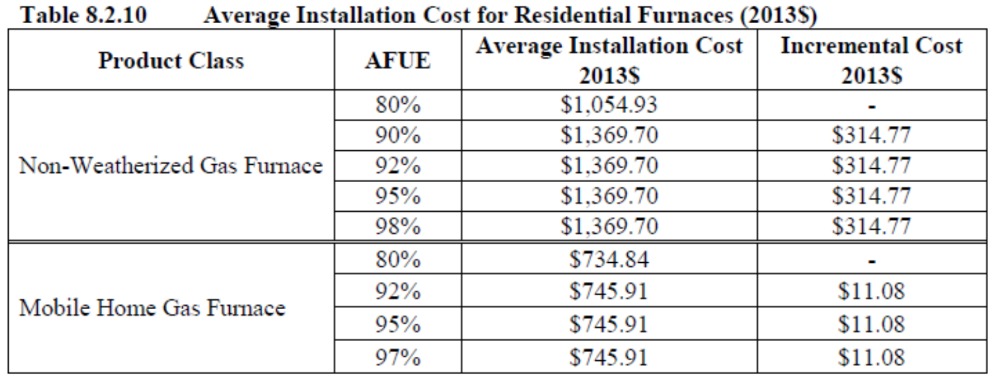 Table 8.2.10 Average Installation Cost for Residential Furnaces (2013$)
Product Class AFUE Average Installation Cost 2013$ Incremental Cost 2013$
Non-Weatherized Gas Furnace
80% $1,054.93 -
90% $1,369.70 $314.77
92% $1,369.70 $314.77
95% $1,369.70 $314.77
98% $1,369.70 $314.77
Mobile Home Gas Furnace
80% $734.84 -
92% $745.91 $11.08
95% $745.91 $11.08
97% $745.91 $11.08